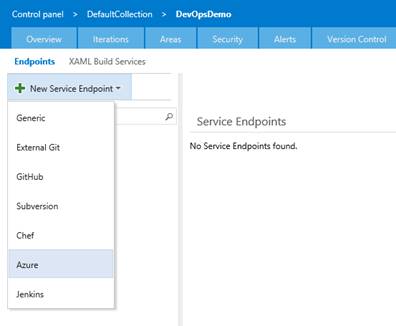 Control panel > DefaultCollection > DevOpsDemo
Overview Iterations Areas Security Alerts Version Control
Endpoints XAML Build Services
New Service Endpoint
Generic
External Git
GitHub
Subversion
Chef
Azure
Jenkins
Service Endpoints
No Service Endpoints found.